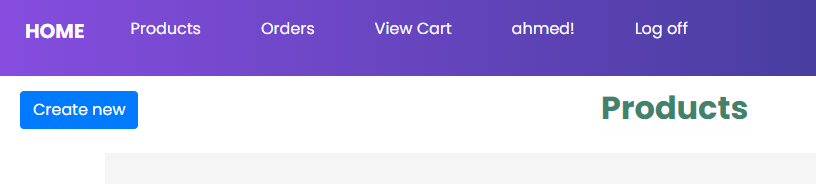 HOME Products Orders View Cart ahmed! Log off
Create new Products